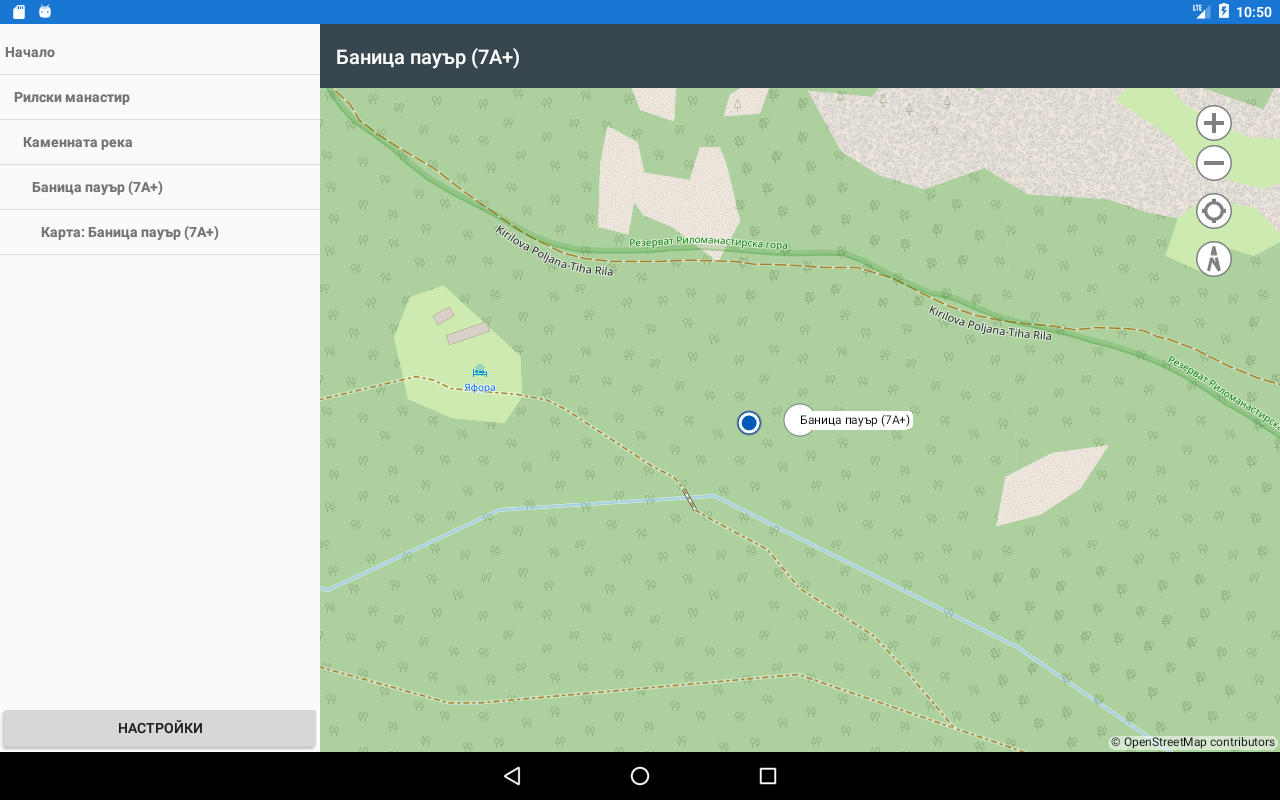 LTE 10:50
Начало
Рилски манастир
Каменната река
Баница пауър (7A+)
Карта: Баница пауър (7A+)
НАСТРОЙКИ
Баница пауър (7A+)
Kirilova Poljana-Tiha Rila
Резерват Риломанастирска гора
Kirilova Poljana-Tiha Rila
Резерват Риломанастирска
Яфора
Баница пауър (7A+)
© OpenStreetMap contributors